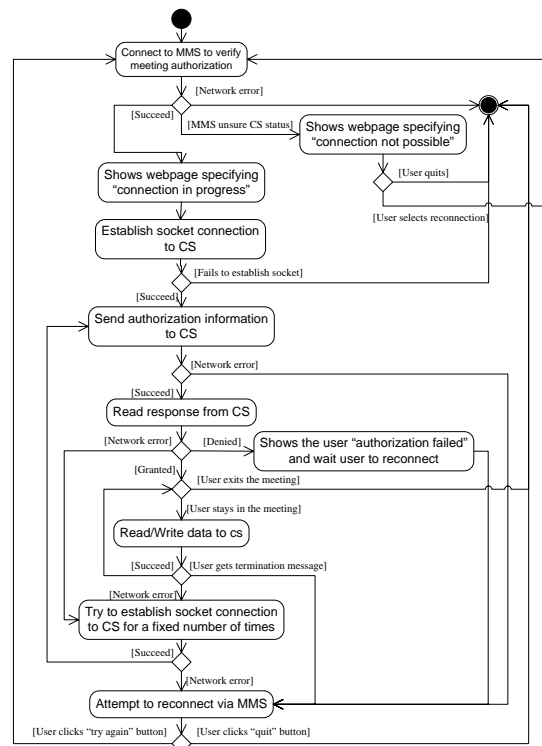 Connect to MMS to verify
meeting authorization
[Network error]
[Succeed]
[MMS unsure CS status]
Shows webpage specifying
“connection not possible”
Shows webpage specifying
“connection in progress”
[User quits]
[User selects reconnection]
Establish socket connection
to CS
[Fails to establish socket]
[Succeed]
Send authorization information
to CS
[Network error]
[Succeed]
Read response from CS
[Network error]
[Denied]
Shows the user “authorization failed”
and wait user to reconnect
[Granted]
[User exits the meeting]
[User stays in the meeting]
Read/Write data to cs
[Succeed]
[User gets termination message]
[Network error]
Try to establish socket connection
to CS for a fixed number of times
[Succeed]
[Network error]
Attempt to reconnect via MMS
[User clicks “try again” button]
[User clicks “quit” button]